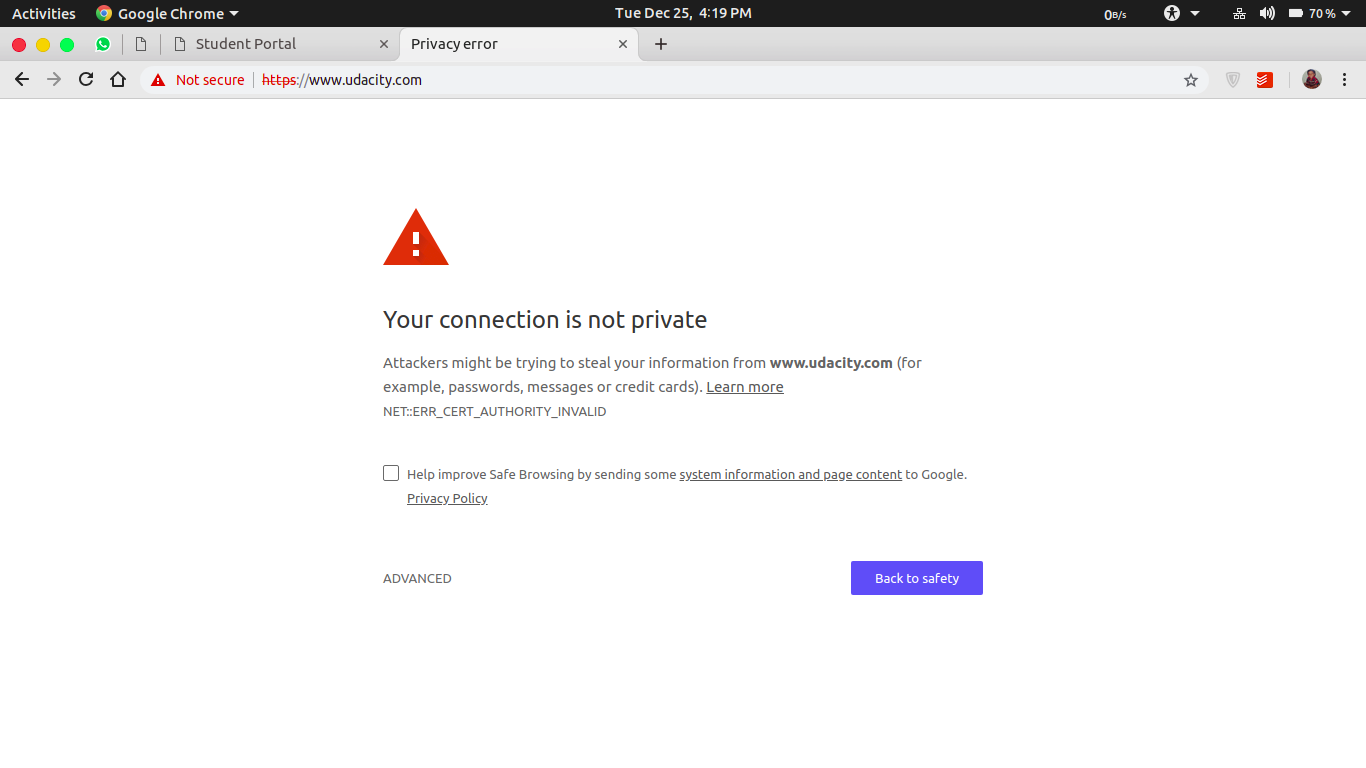 Activities Google Chrome Tue Dec 25, 4:19 PM 0B/s 70 %
Student Portal Privacy error
Not secure https://www.udacity.com
Your connection is not private
Attackers might be trying to steal your information from www.udacity.com (for
example, passwords, messages or credit cards). Learn more
NET::ERR_CERT_AUTHORITY_INVALID
Help improve Safe Browsing by sending some system information and page content to Google.
Privacy Policy
ADVANCED Back to safety